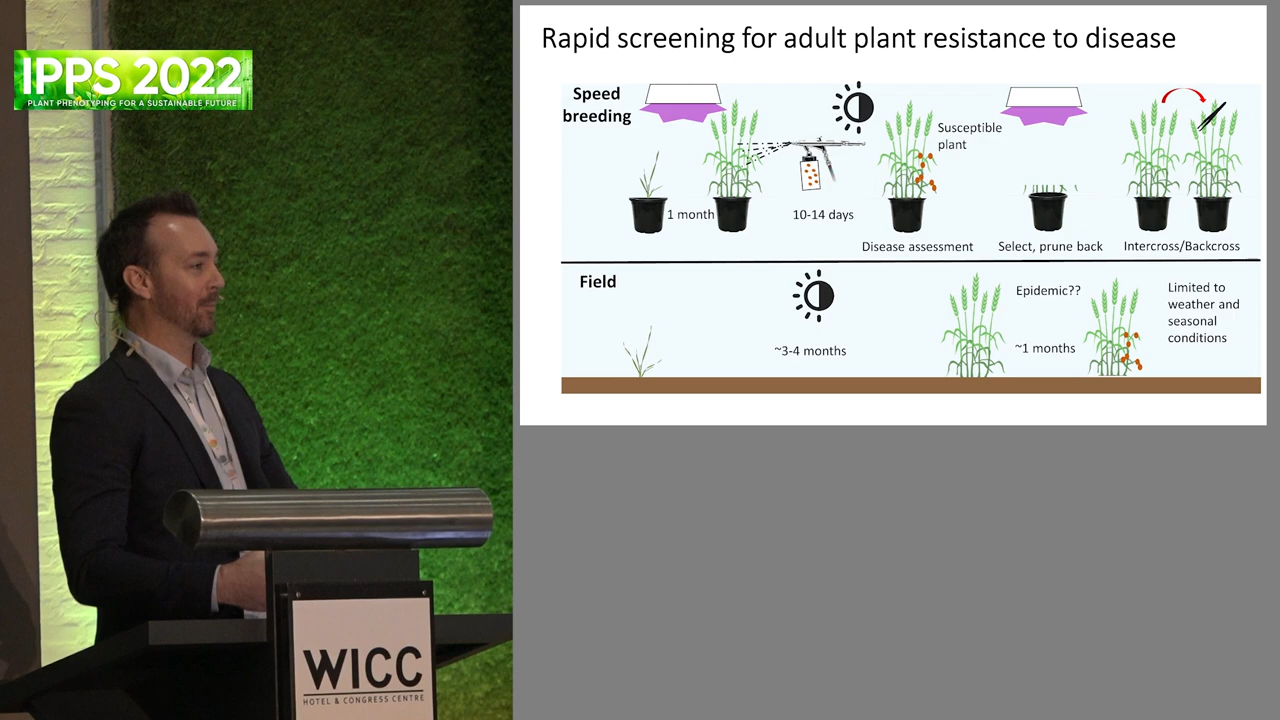 IPPS 2022
PLANT PHENOTYPING FOR A SUSTAINABLE FUTURE
Rapid screening for adult plant resistance to disease
Speed
breeding
Susceptible
plant
1 month
10-14 days
Disease assessment
Select, prune back
Intercross/Backcross
Field
Epidemic??
Limited to
weather and
seasonal
conditions
~3-4 months
~1 months
WICC
HOTEL & CONGRESS CENTRE